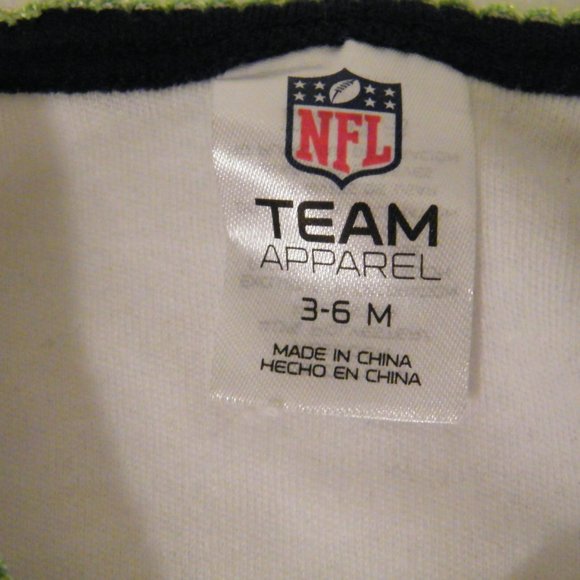 NFL
TEAM
APPAREL
3-6 M
MADE IN CHINA
HECHO EN CHINA